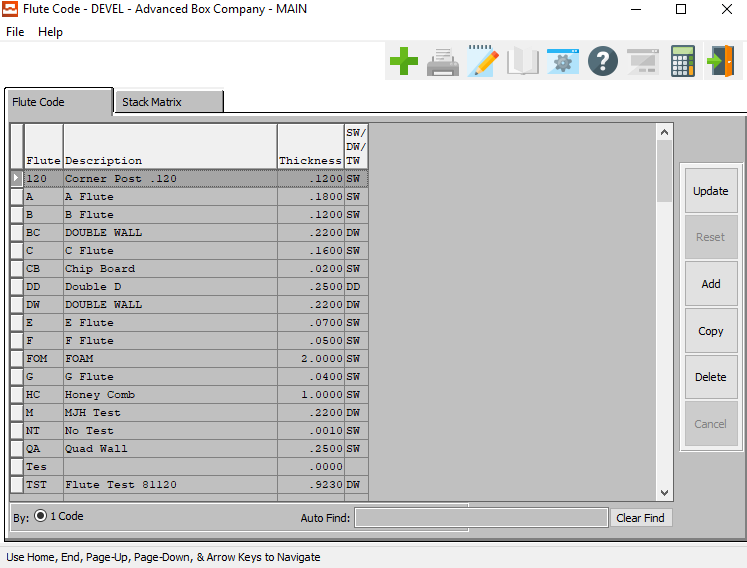 Flute Code - DEVEL - Advanced Box Company - MAIN
File Help
Flute Code Stack Matrix
Flute Description Thickness SW/
DW/
TW
120 Corner Post .120 .1200 SW
A A Flute .1800 SW
B B Flute .1200 SW
BC DOUBLE WALL .2200 DW
C C Flute .1600 SW
CB Chip Board .0200 SW
DD Double D .2500 DD
DW DOUBLE WALL .2200 DW
E E Flute .0700 SW
F F Flute .0500 SW
FOM FOAM 2.0000 SW
G G Flute .0400 SW
HC Honey Comb 1.0000 SW
M MJH Test .2200 DW
NT No Test .0010 SW
QA Quad Wall .2500 SW
Tes .0000
TST Flute Test 81120 .9230 DW
Update
Reset
Add
Copy
Delete
Cancel
By: 1 Code Auto Find: Clear Find
Use Home, End, Page-Up, Page-Down, & Arrow Keys to Navigate